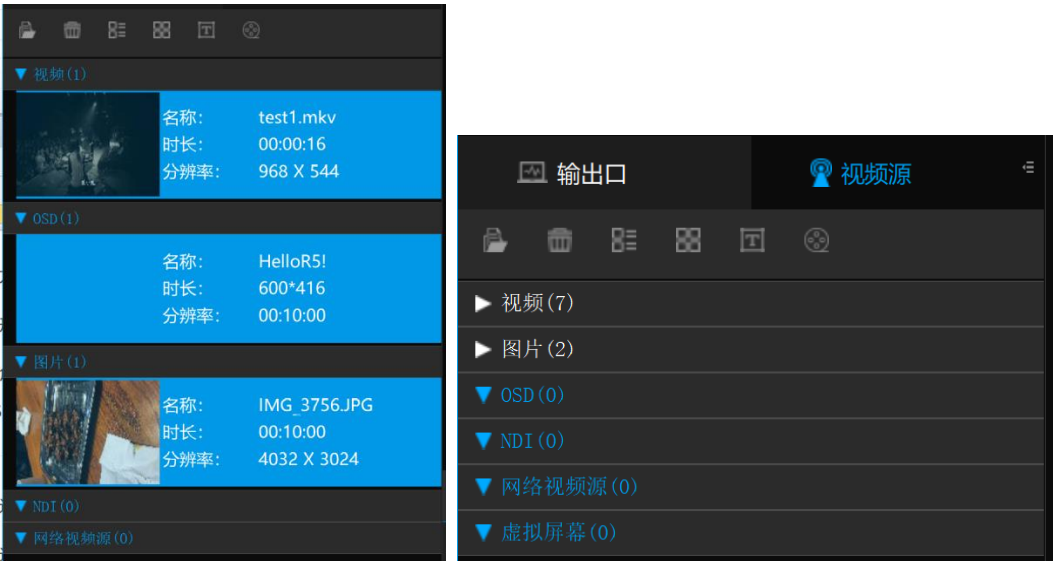 视频(1)
名称: test1.mkv
时长: 00:00:16
分辨率: 968 X 544
OSD(1)
名称: HelloR5!
时长: 600*416
分辨率: 00:10:00
图片(1)
名称: IMG_3756.JPG
时长: 00:10:00
分辨率: 4032 X 3024
NDI(0)
网络视频源(0)
输出口 视频源
视频(7)
图片(2)
OSD(0)
NDI(0)
网络视频源(0)
虚拟屏幕(0)